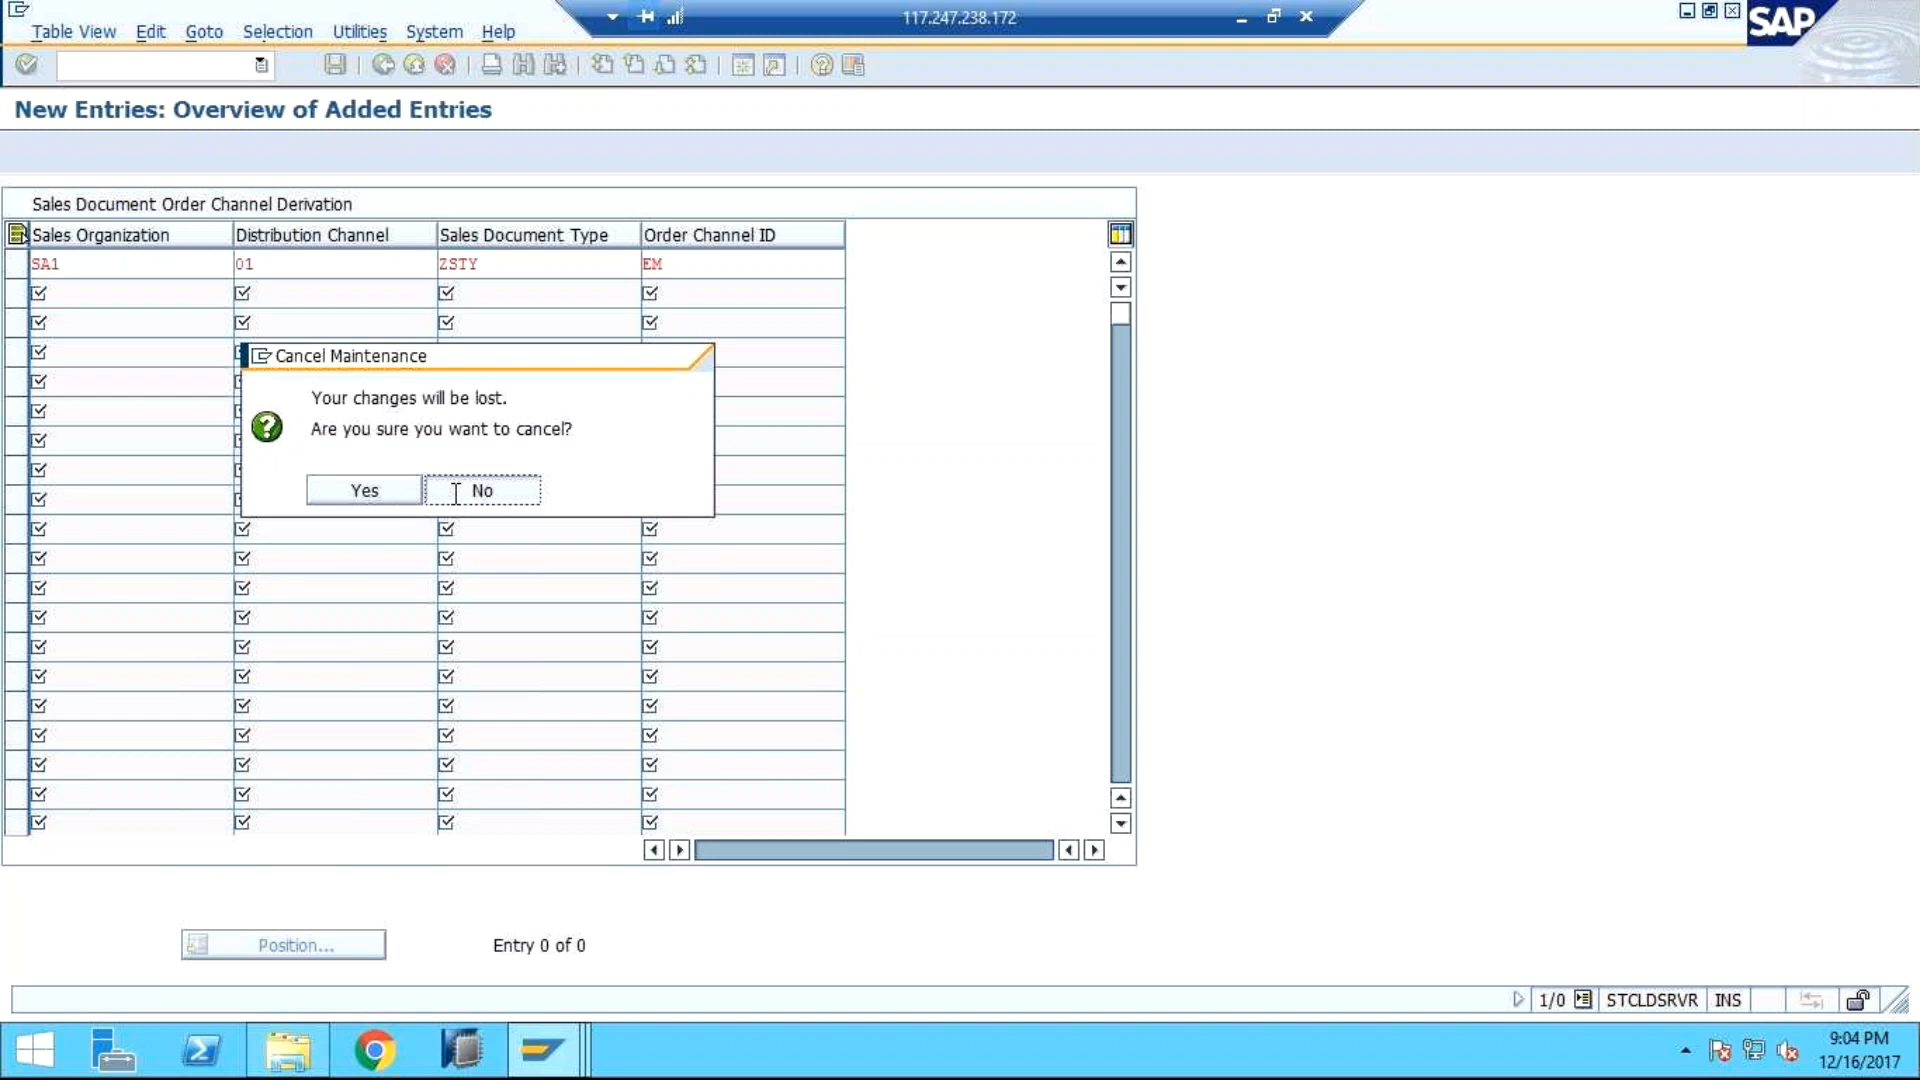 117.247.238.172
SAP
Table View Edit Goto Selection Utilities System Help
New Entries: Overview of Added Entries
Sales Document Order Channel Derivation
Sales Organization Distribution Channel Sales Document Type Order Channel ID
SA1 01 ZSTY EM
Cancel Maintenance
Your changes will be lost.
Are you sure you want to cancel?
Yes No
Position... Entry 0 of 0
1/0 STCLDSRVR INS
9:04 PM
12/16/2017